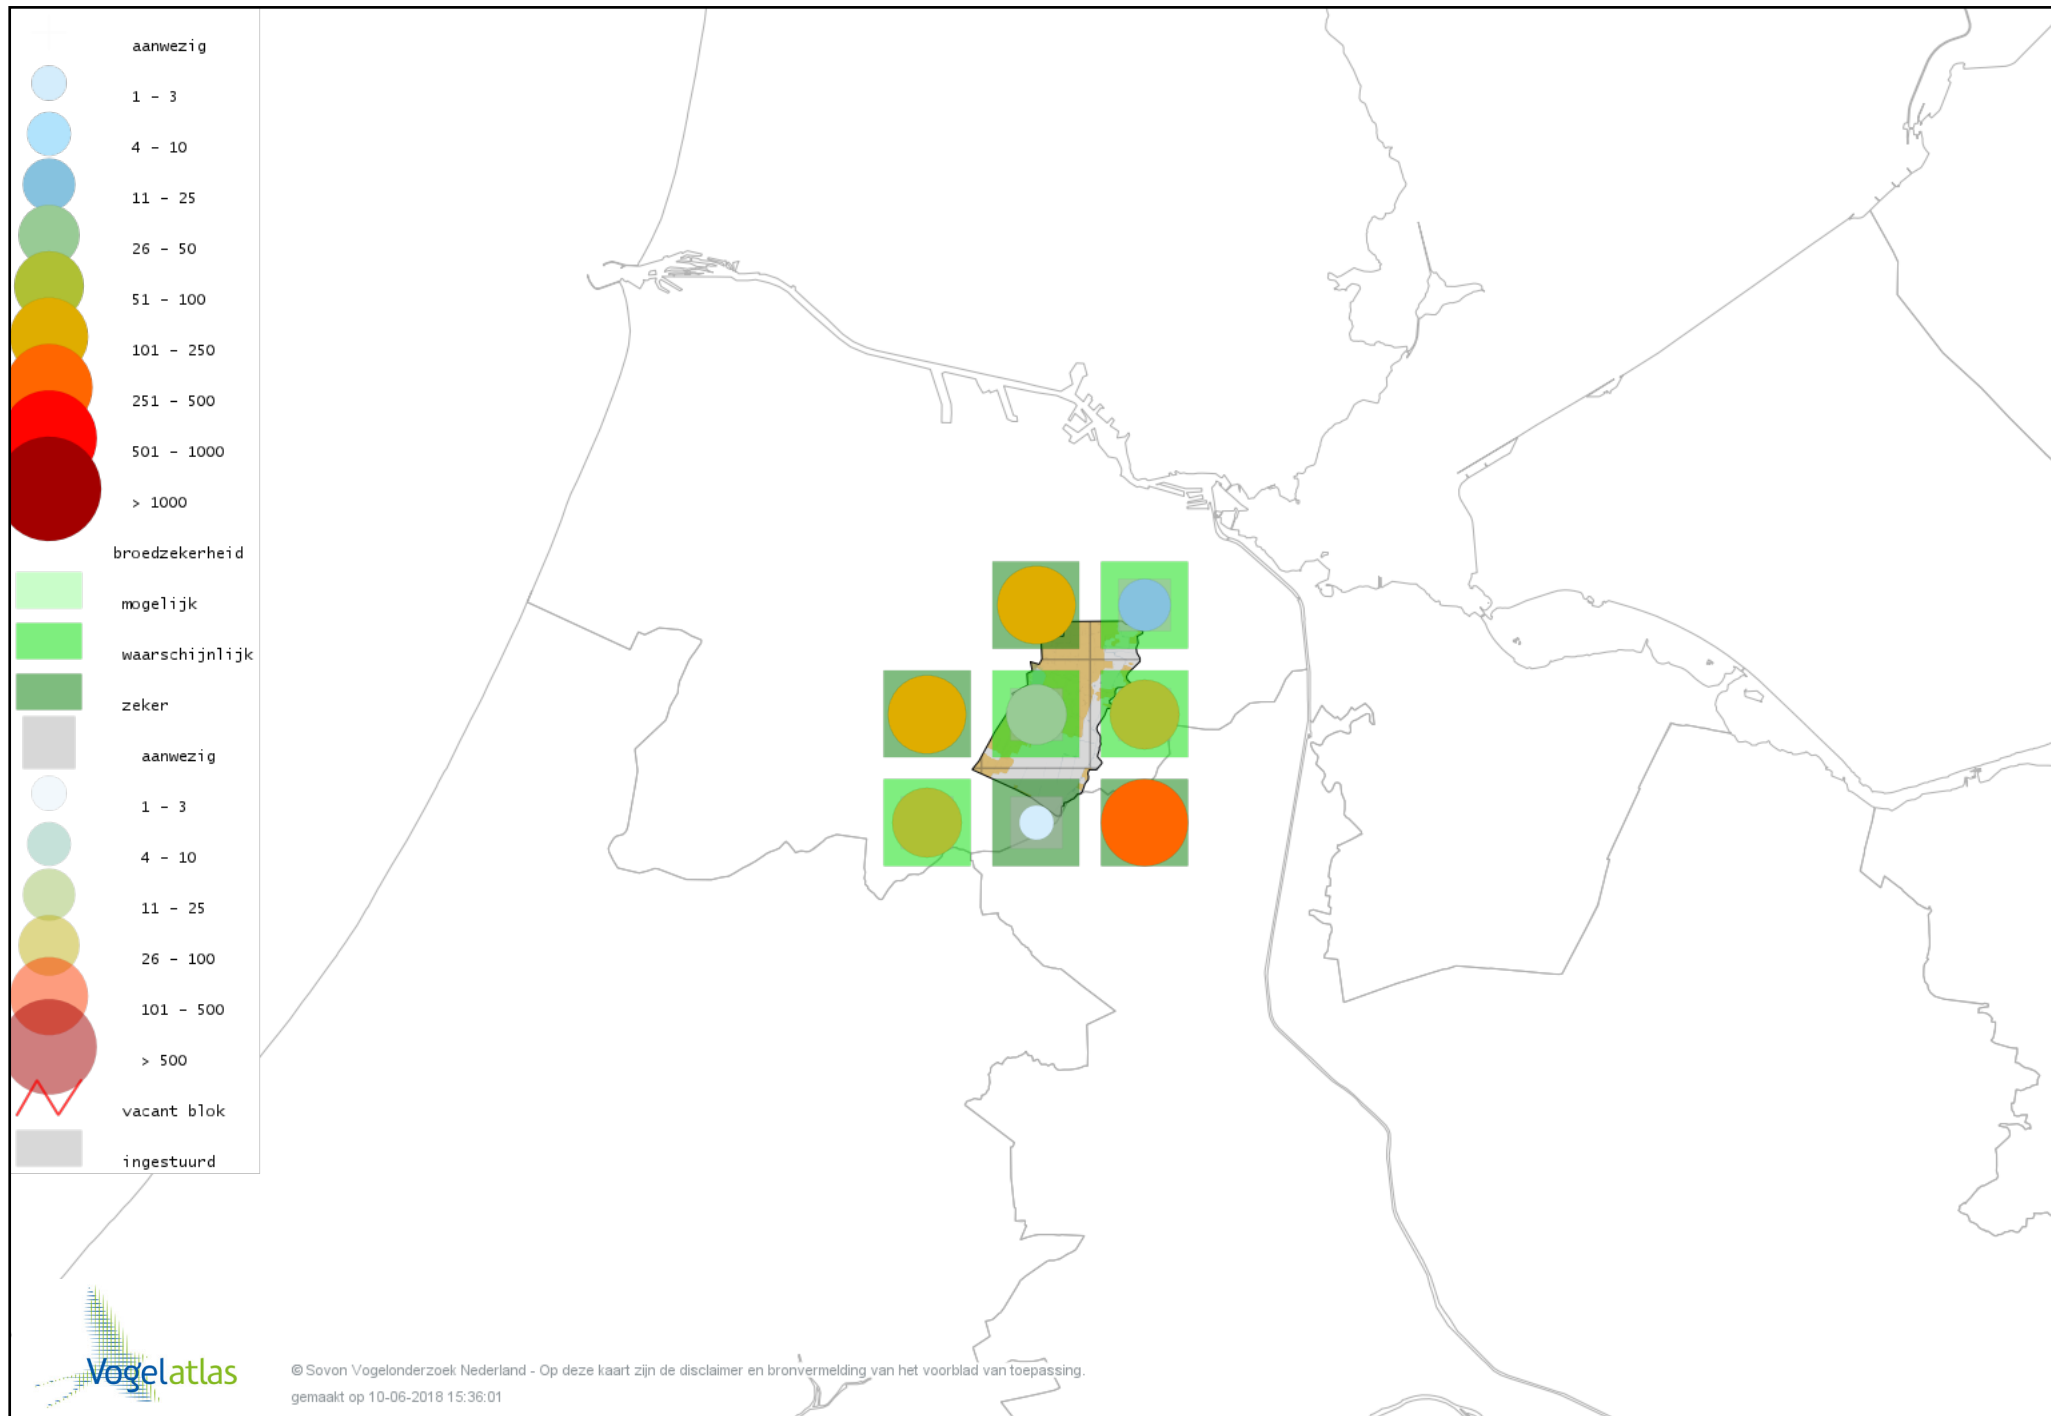 aanwezig
1 - 3
4 - 10
11 - 25
26 - 50
51 - 100
101 - 250
251 - 500
501 - 1000
> 1000
broedzekerheid
mogelijk
waarschijnlijk
zeker
aanwezig
1 - 3
4 - 10
11 - 25
26 - 100
101 - 500
> 500
vacant blok
ingestuurd
Vogelatlas
© Sovon Vogelonderzoek Nederland - Op deze kaart zijn de disclaimer en bronvermelding van het voorblad van toepassing.
gemaakt op 10-06-2018 15:36:01